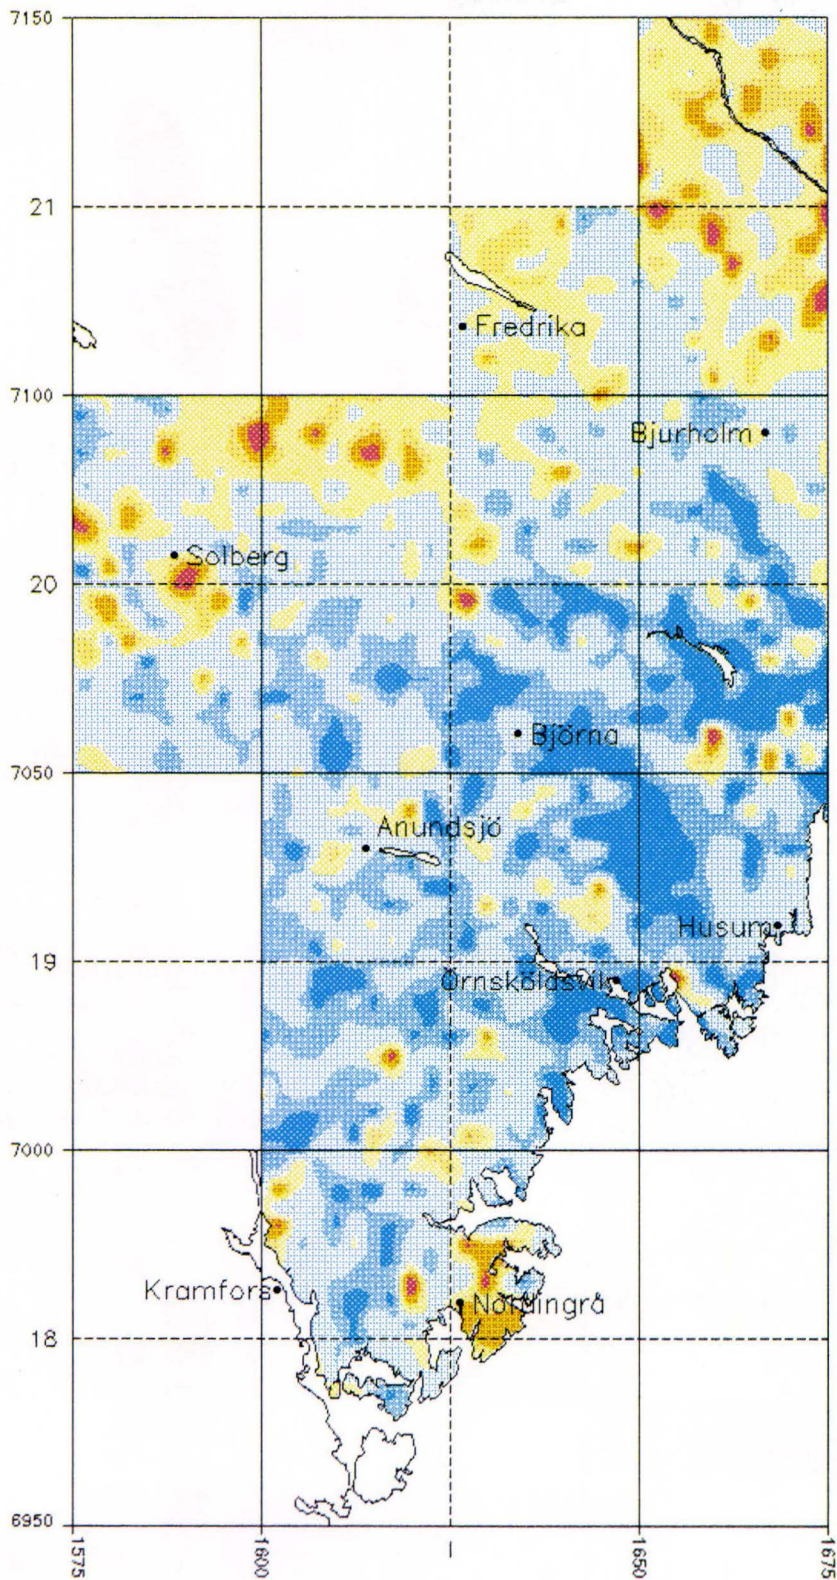 7150
21
Fredrika
7100
Bjurholm
Solberg
20
Björna
7050
Anundsjö
Husum
19
Örnsköldsvik
7000
Kramfors
Nordingrå
18
6950
1575
1600
1650
1675